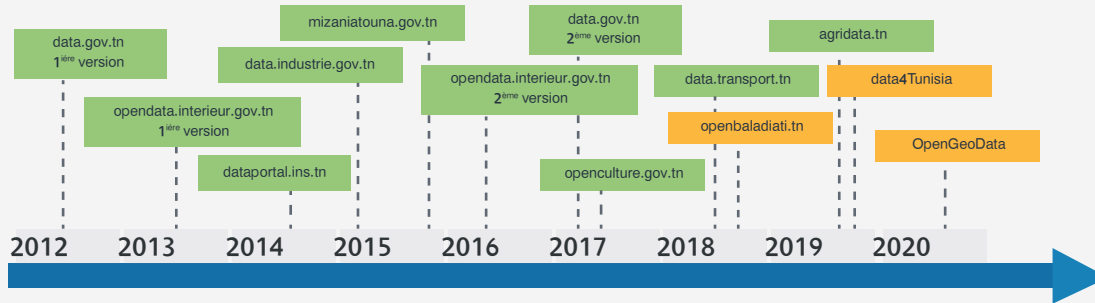 data.gov.tn
1ière version
opendata.interieur.gov.tn
1ière version
dataportal.ins.tn
data.industrie.gov.tn
mizaniatouna.gov.tn
opendata.interieur.gov.tn
2ème version
data.gov.tn
2ème version
openculture.gov.tn
data.transport.tn
openbaladiati.tn
agridata.tn
data4Tunisia
OpenGeoData
2012 2013 2014 2015 2016 2017 2018 2019 2020